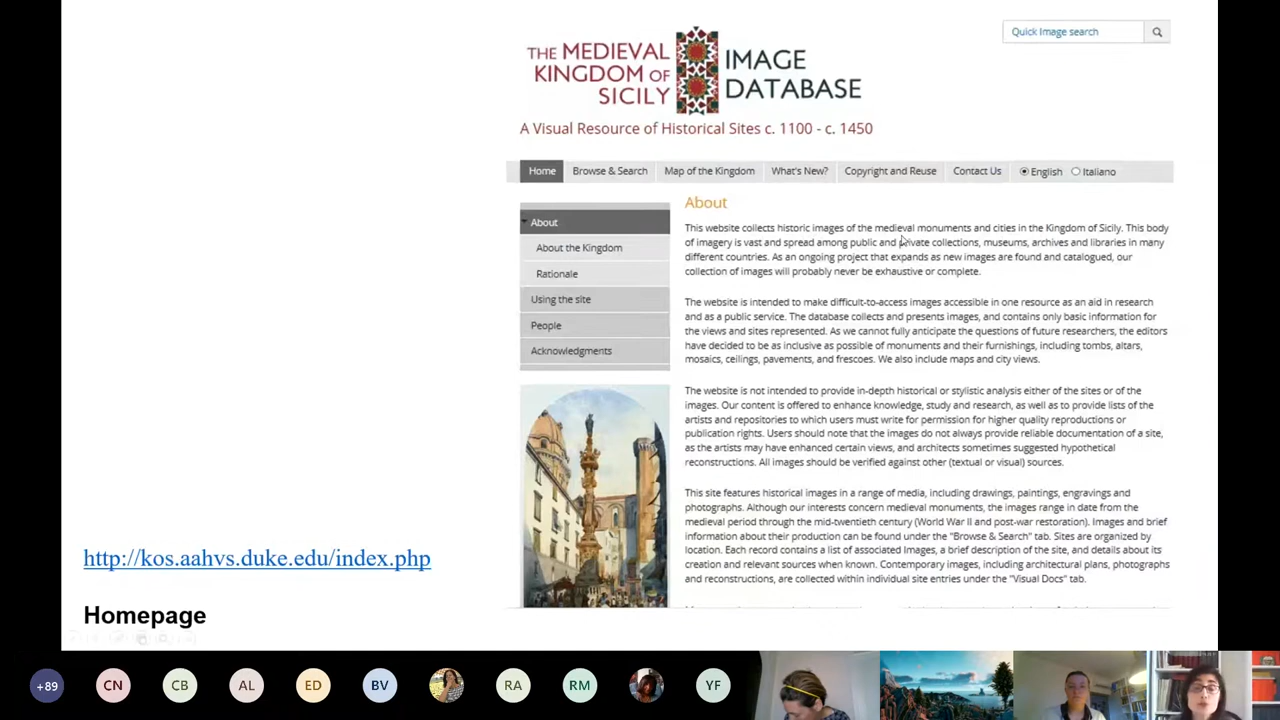 Quick Image search
THE MEDIEVAL
KINGDOM OF
SICILY
IMAGE
DATABASE
A Visual Resource of Historical Sites c. 1100 - c. 1450
Home
Browse & Search
Map of the Kingdom
What's New?
Copyright and Reuse
Contact Us
English
Italiano
About
About the Kingdom
Rationale
Using the site
People
Acknowledgments
About
This website collects historic images of the medieval monuments and cities in the Kingdom of Sicily. This body
of imagery is vast and spread among public and private collections, museums, archives and libraries in many
different countries. As an ongoing project that expands as new images are found and catalogued, our
collection of images will probably never be exhaustive or complete.
The website is intended to make difficult-to-access images accessible in one resource as an aid in research
and as a public service. The database collects and presents images, and contains only basic information for
the views and sites represented. As we cannot fully anticipate the questions of future researchers, the editors
have decided to be as inclusive as possible of monuments and their furnishings, including tombs, altars,
mosaics, ceilings, pavements, and frescoes. We also include maps and city views.
The website is not intended to provide in-depth historical or stylistic analysis either of the sites or of the
images. Our content is offered to enhance knowledge, study and research, as well as to provide lists of the
artists and repositories to which users must write for permission for higher quality reproductions or
publication rights. Users should note that the images do not always provide reliable documentation of a site,
as the artists may have enhanced certain views, and architects sometimes suggested hypothetical
reconstructions. All images should be verified against other (textual or visual) sources.
This site features historical images in a range of media, including drawings, paintings, engravings and
photographs. Although our interests concern medieval monuments, the images range in date from the
medieval period through the mid-twentieth century (World War II and post-war restoration). Images and brief
information about their production can be found under the "Browse & Search" tab. Sites are organized by
location. Each record contains a list of associated Images, a brief description of the site, and details about its
creation and relevant sources when known. Contemporary images, including architectural plans, photographs
and reconstructions, are collected within individual site entries under the "Visual Docs" tab.
http://kos.aahvs.duke.edu/index.php
Homepage
+89
CN
CB
AL
ED
BV
RA
RM
YF